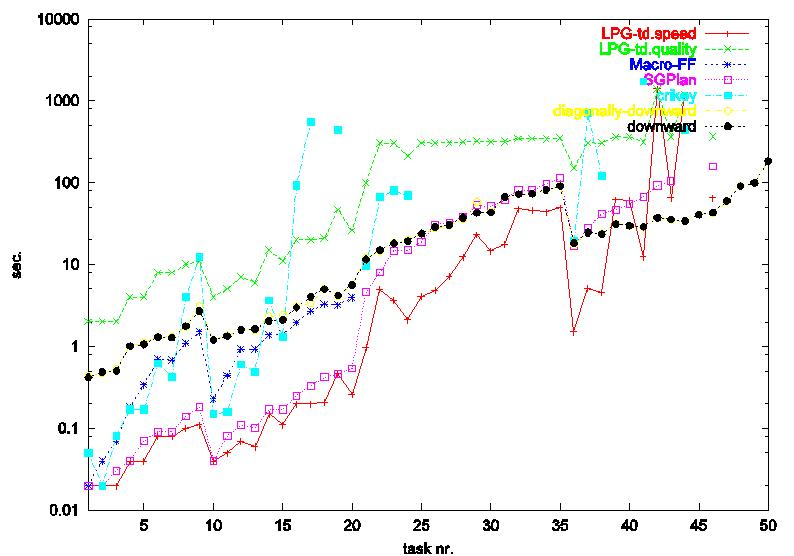 10000
1000
100
10
1
0.1
0.01
sec.
LPG-td.speed
LPG-td.quality
Macro-FF
SGPlan
crikey
diagonally-downward
downward
5 10 15 20 25 30 35 40 45 50
task nr.